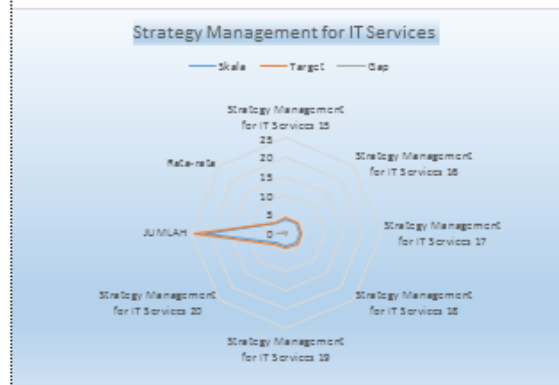 Strategy Management for IT Services
Skala Target Gap
Strategy Management
for IT Services 15
25
20
15
10
5
0
Strategy Management
for IT Services 16
Strategy Management
for IT Services 17
Strategy Management
for IT Services 18
Strategy Management
for IT Services 19
Strategy Management
for IT Services 20
JUMLAH
Rata-rata